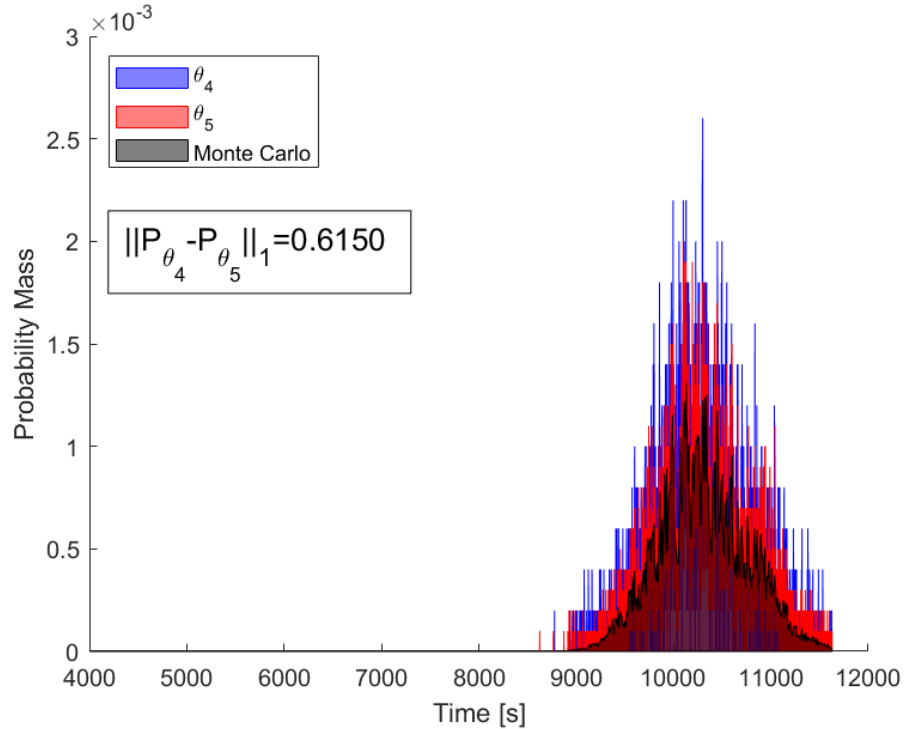 ×10⁻³
3
2.5
2
1.5
1
0.5
0
4000 5000 6000 7000 8000 9000 10000 11000 12000
Probability Mass
Time [s]
θ₄
θ₅
Monte Carlo
||P_θ₄-P_θ₅||₁=0.6150